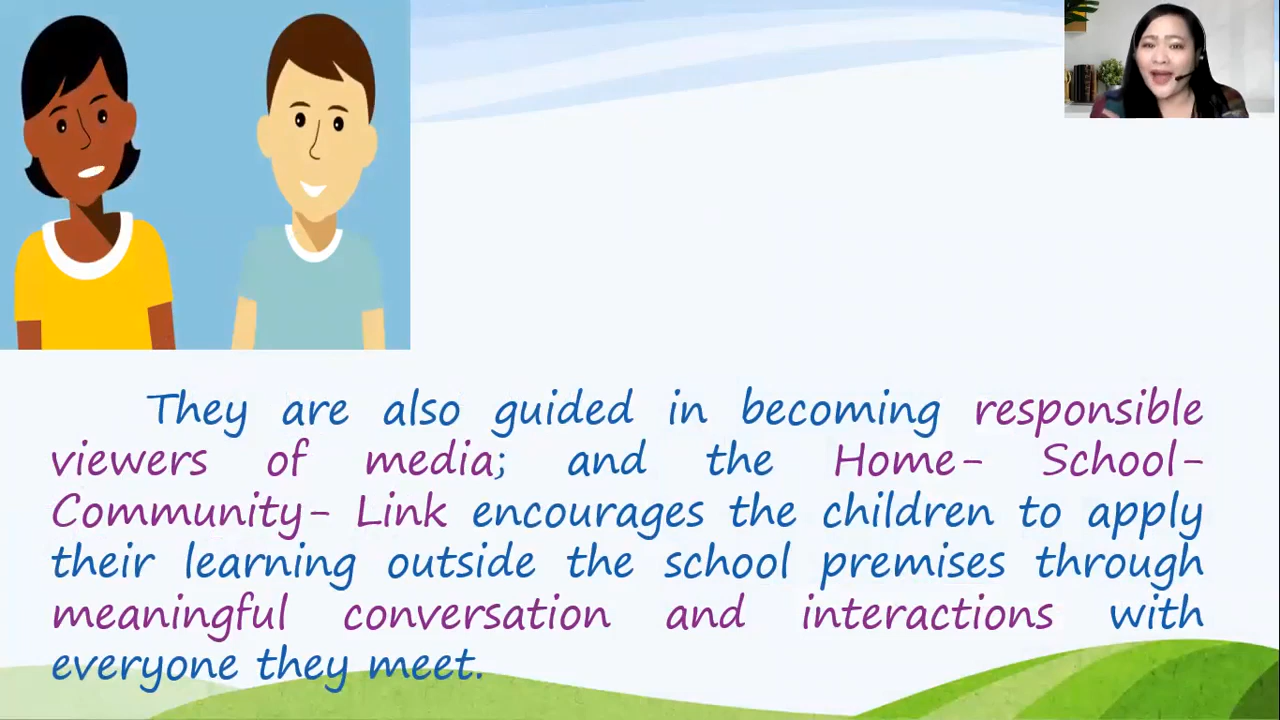 They are also guided in becoming responsible
viewers of media; and the Home- School-
Community- Link encourages the children to apply
their learning outside the school premises through
meaningful conversation and interactions with
everyone they meet.